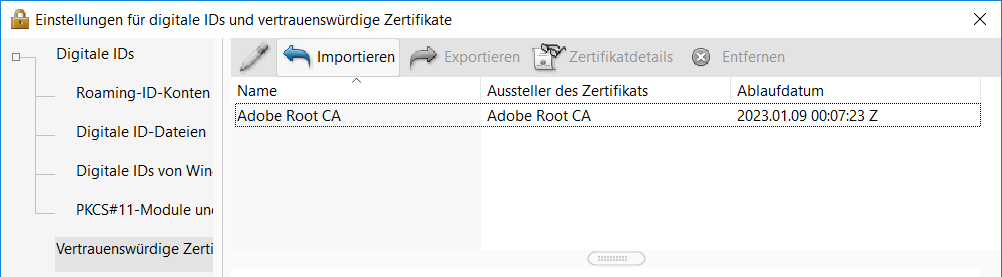 Einstellungen für digitale IDs und vertrauenswürdige Zertifikate
Digitale IDs
Roaming-ID-Konten
Digitale ID-Dateien
Digitale IDs von Win
PKCS#11-Module un
Vertrauenswürdige Zerti
Importieren Exportieren Zertifikatdetails Entfernen
Name Aussteller des Zertifikats Ablaufdatum
Adobe Root CA Adobe Root CA 2023.01.09 00:07:23 Z